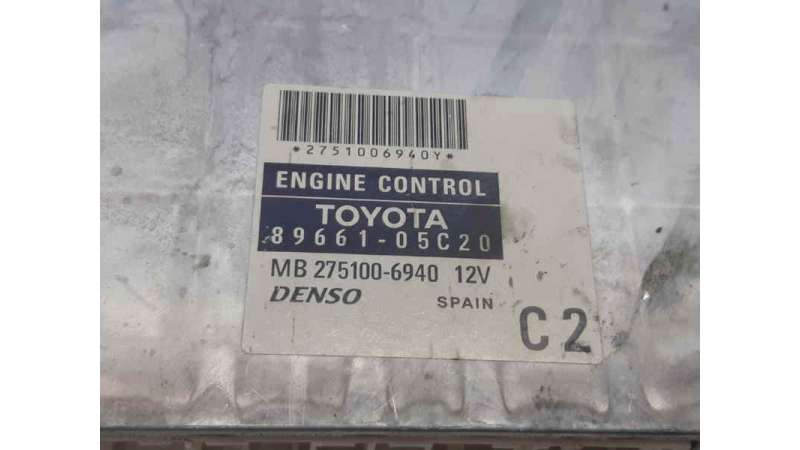 *2751006940Y*
ENGINE CONTROL
TOYOTA
89661-05C20
MB 275100-6940 12V
DENSO SPAIN
C2